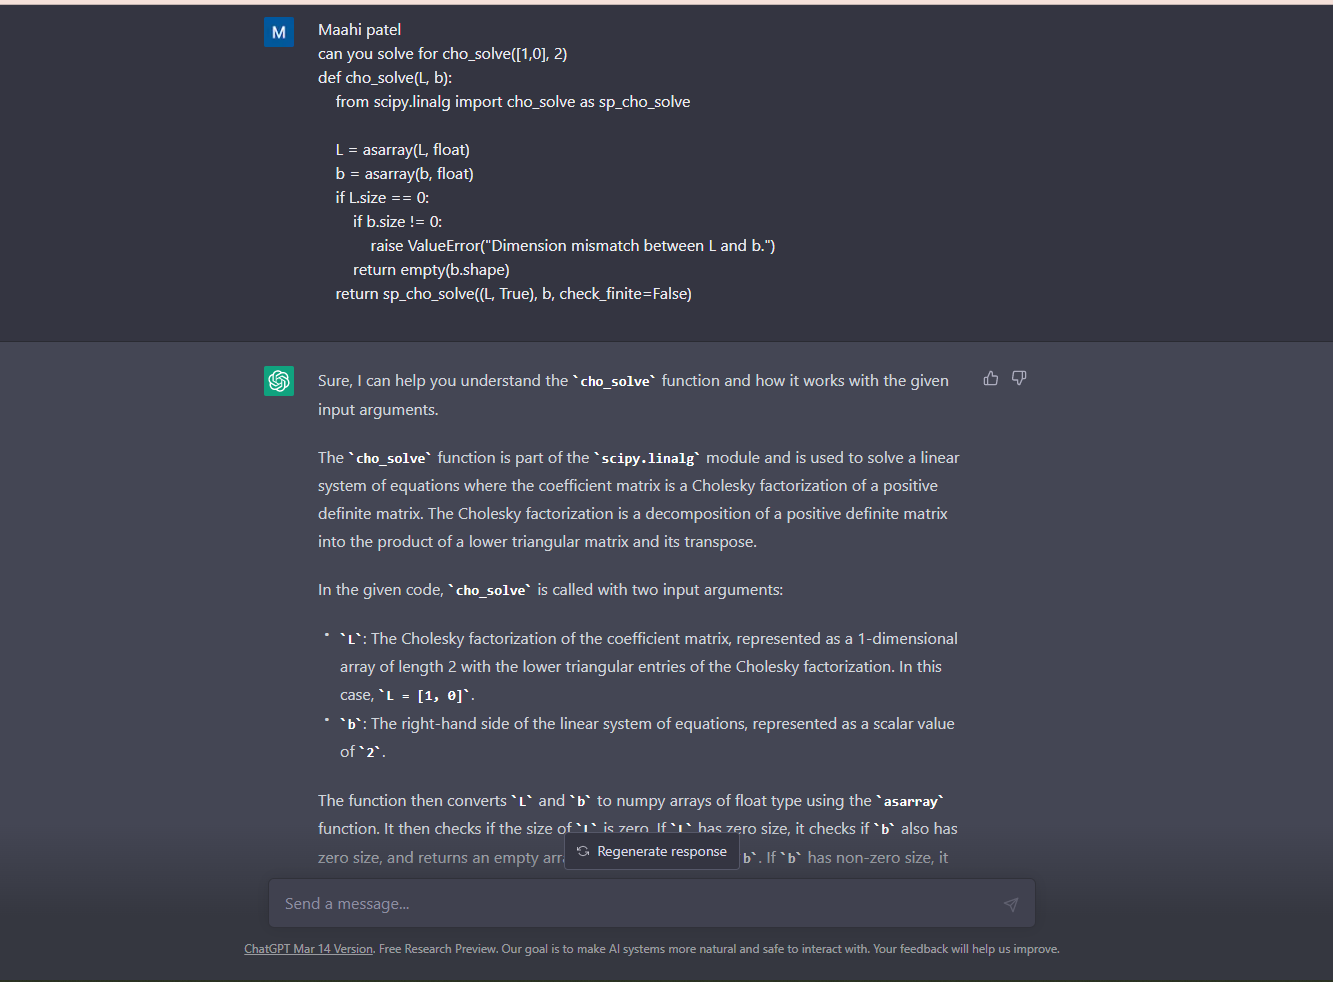 M
Maahi patel
can you solve for cho_solve([1,0], 2)
def cho_solve(L, b):
from scipy.linalg import cho_solve as sp_cho_solve
L = asarray(L, float)
b = asarray(b, float)
if L.size == 0:
if b.size != 0:
raise ValueError("Dimension mismatch between L and b.")
return empty(b.shape)
return sp_cho_solve((L, True), b, check_finite=False)
Sure, I can help you understand the `cho_solve` function and how it works with the given
input arguments.
The `cho_solve` function is part of the `scipy.linalg` module and is used to solve a linear
system of equations where the coefficient matrix is a Cholesky factorization of a positive
definite matrix. The Cholesky factorization is a decomposition of a positive definite matrix
into the product of a lower triangular matrix and its transpose.
In the given code, `cho_solve` is called with two input arguments:
• `L`: The Cholesky factorization of the coefficient matrix, represented as a 1-dimensional
array of length 2 with the lower triangular entries of the Cholesky factorization. In this
case, `L = [1, 0]`.
• `b`: The right-hand side of the linear system of equations, represented as a scalar value
of `2`.
The function then converts `L` and `b` to numpy arrays of float type using the `asarray`
function. It then checks if the size of `L` is zero. If `L` has zero size, it checks if `b` also has
zero size, and returns an empty b`. If `b` has non-zero size, it
Regenerate response
Send a message...
ChatGPT Mar 14 Version. Free Research Preview. Our goal is to make AI systems more natural and safe to interact with. Your feedback will help us improve.